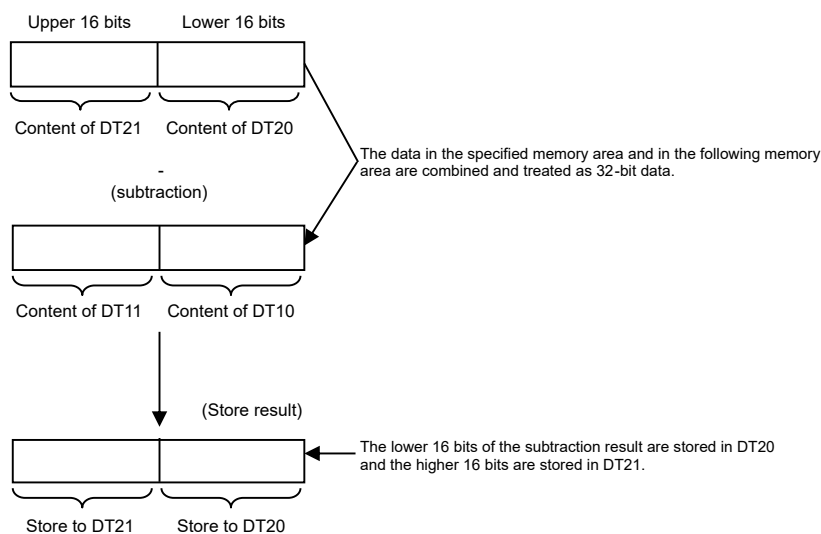 Upper 16 bits Lower 16 bits
Content of DT21 Content of DT20
The data in the specified memory area and in the following memory
area are combined and treated as 32-bit data.
-
(subtraction)
Content of DT11 Content of DT10
(Store result)
The lower 16 bits of the subtraction result are stored in DT20
and the higher 16 bits are stored in DT21.
Store to DT21 Store to DT20